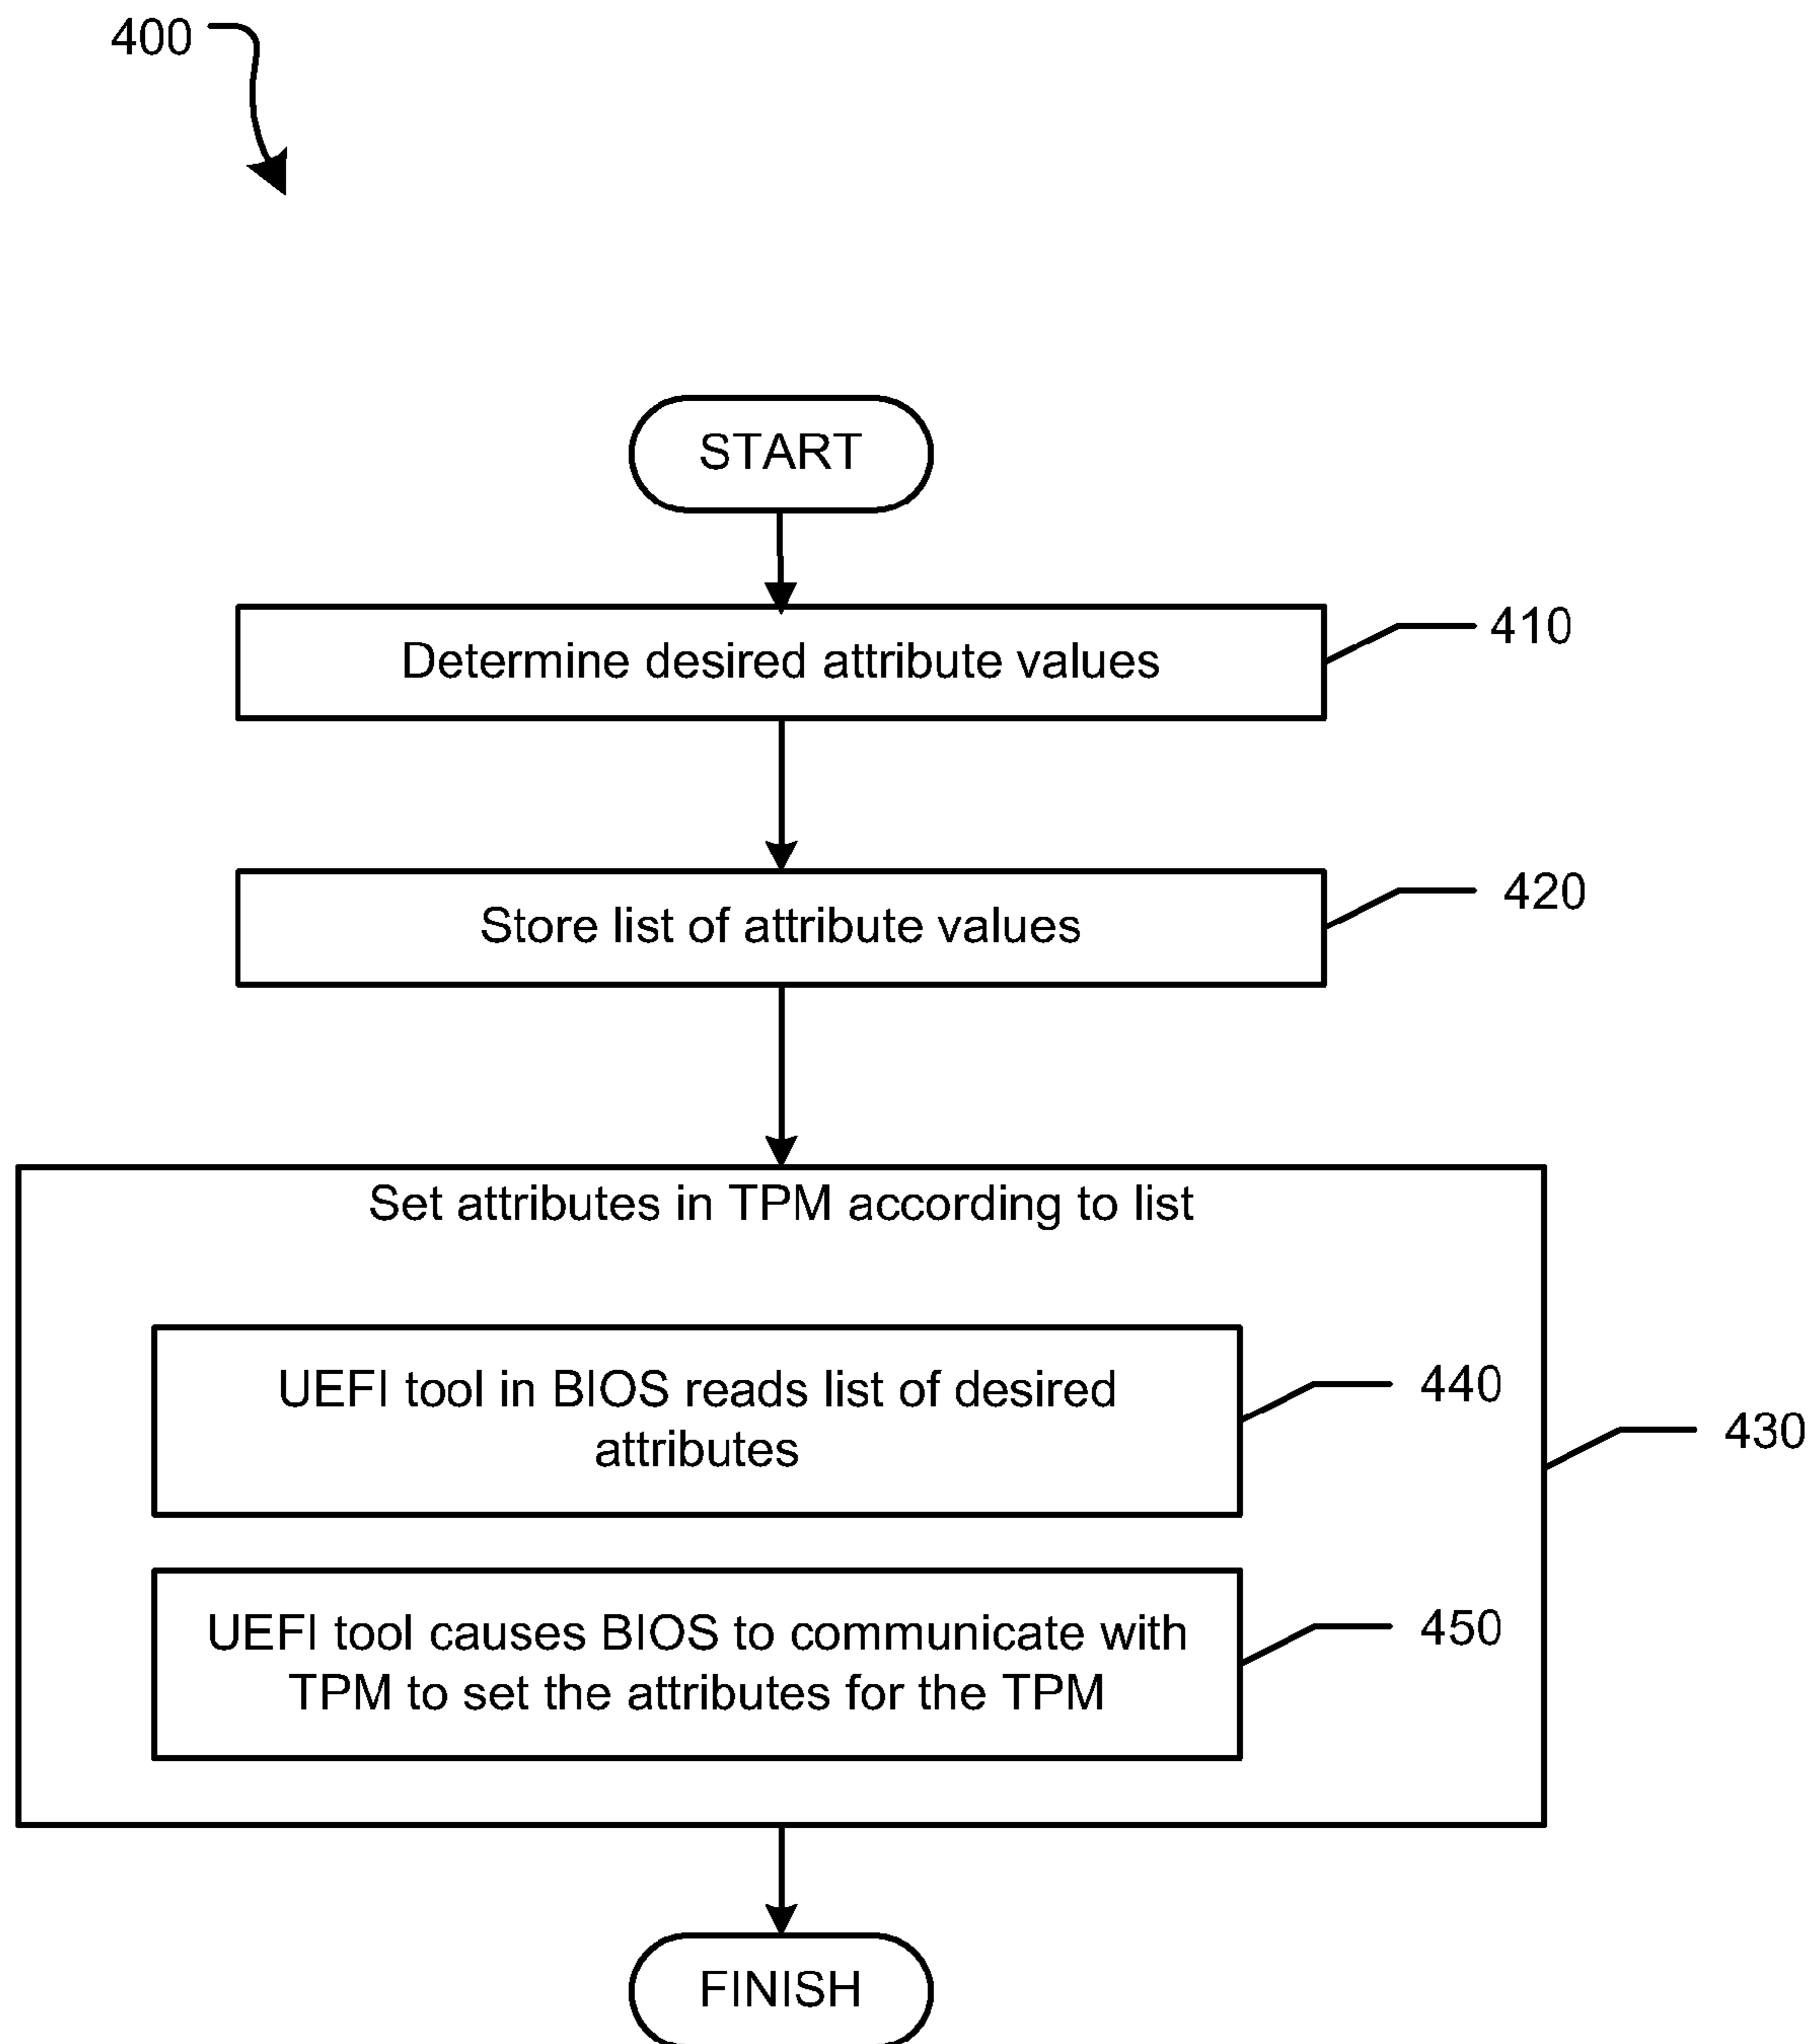 400
START
Determine desired attribute values
410
Store list of attribute values
420
Set attributes in TPM according to list
UEFI tool in BIOS reads list of desired
attributes
440
430
UEFI tool causes BIOS to communicate with
TPM to set the attributes for the TPM
450
FINISH